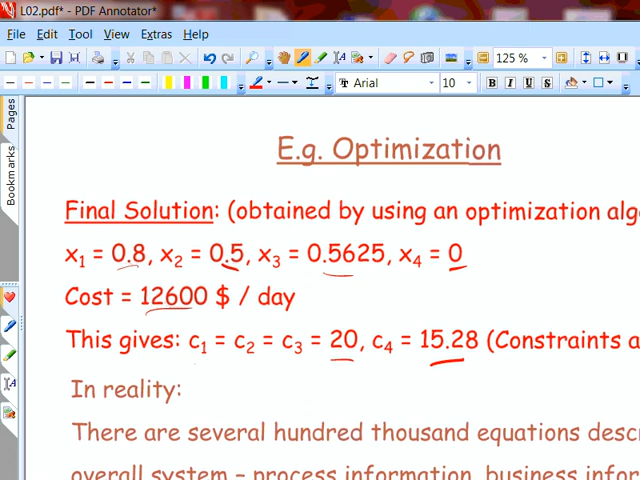 L02.pdf* - PDF Annotator*
File Edit Tool View Extras Help
125 %
Arial 10 B I U S
Pages
Bookmarks
E.g. Optimization
Final Solution: (obtained by using an optimization
x₁ = 0.8, x₂ = 0.5, x₃ = 0.5625, x₄ = 0
Cost = 12600 $ / day
This gives: c₁ = c₂ = c₃ = 20, c₄ = 15.28 (Constraints
In reality:
There are several hundred thousand equations
overall system – process information, business